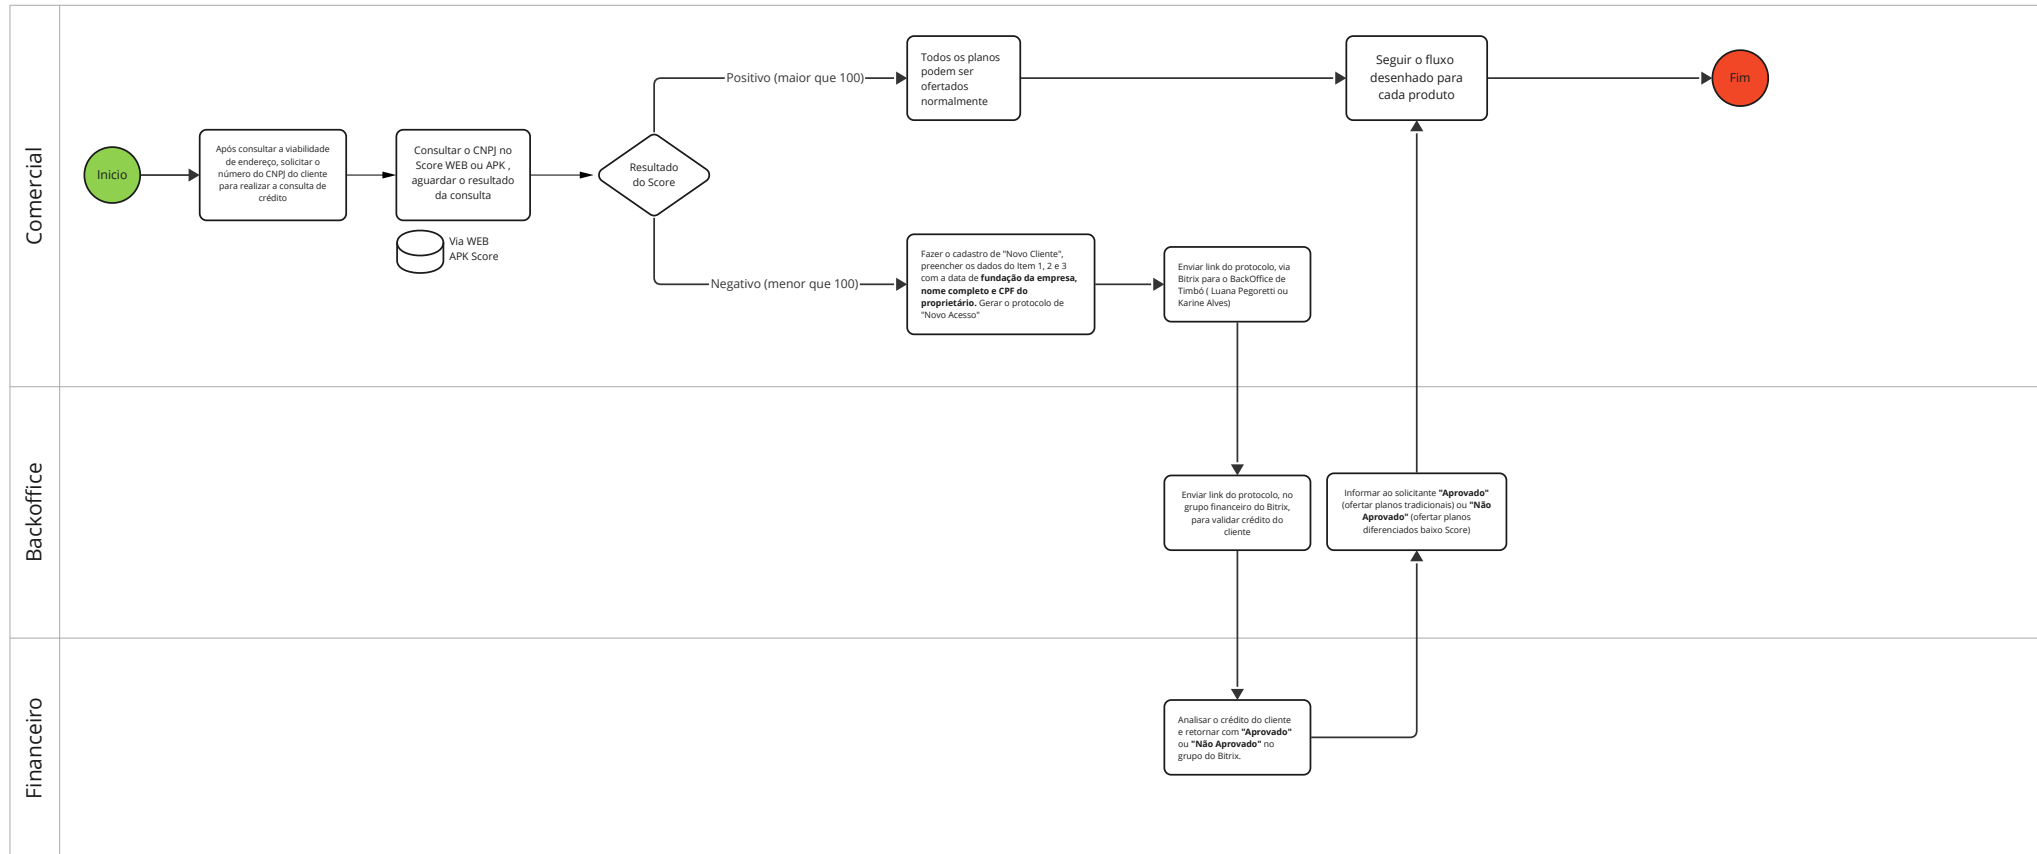 Comercial
Inicio
Após consultar a viabilidade
de endereço, solicitar o
número do CNPJ do cliente
para realizar a consulta de
crédito
Consultar o CNPJ no
Score WEB ou APK ,
aguardar o resultado
da consulta
Via WEB
APK Score
Resultado
do Score
Positivo (maior que 100)
Todos os planos
podem ser
ofertados
normalmente
Seguir o fluxo
desenhado para
cada produto
Fim
Negativo (menor que 100)
Fazer o cadastro de "Novo Cliente",
preencher os dados do Item 1, 2 e 3
com a data de fundação da empresa,
nome completo e CPF do
proprietário. Gerar o protocolo de
"Novo Acesso"
Enviar link do protocolo, via
Bitrix para o BackOffice de
Timbó ( Luana Pegoretti ou
Karine Alves)
Backoffice
Enviar link do protocolo, no
grupo financeiro do Bitrix,
para validar crédito do
cliente
Informar ao solicitante "Aprovado"
(ofertar planos tradicionais) ou "Não
Aprovado" (ofertar planos
diferenciados baixo Score)
Financeiro
Analisar o crédito do cliente
e retornar com "Aprovado"
ou "Não Aprovado" no
grupo do Bitrix.